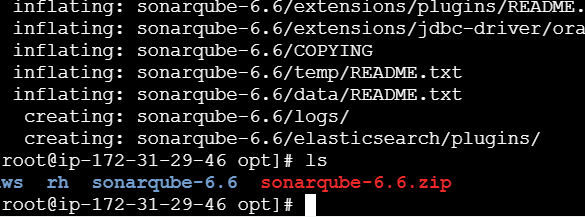 inflating: sonarqube-6.6/extensions/plugins/README.
inflating: sonarqube-6.6/extensions/jdbc-driver/ora
inflating: sonarqube-6.6/COPYING
inflating: sonarqube-6.6/temp/README.txt
inflating: sonarqube-6.6/data/README.txt
creating: sonarqube-6.6/logs/
creating: sonarqube-6.6/elasticsearch/plugins/
root@ip-172-31-29-46 opt]# ls
ws rh sonarqube-6.6 sonarqube-6.6.zip
root@ip-172-31-29-46 opt]#